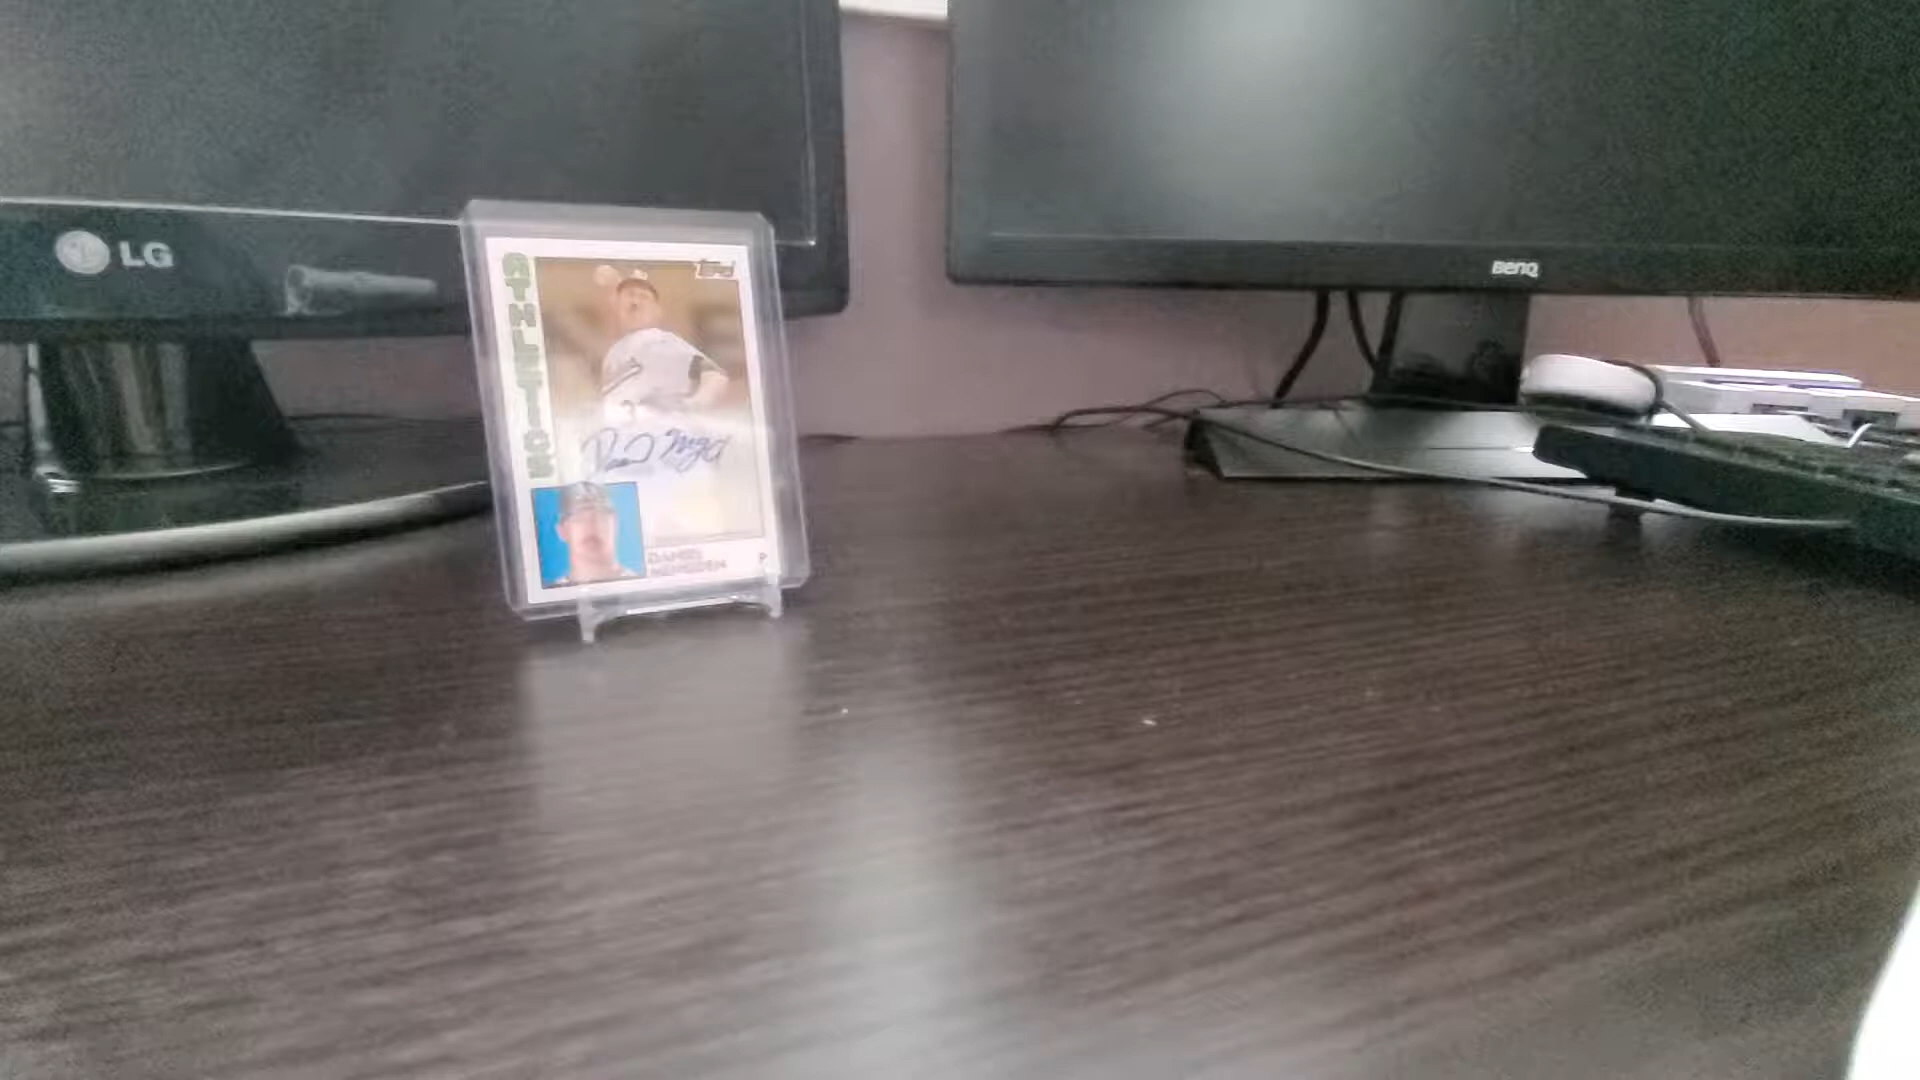 LG
BenQ
Topps
ATHLETICS
DANIEL
MENGDEN
P